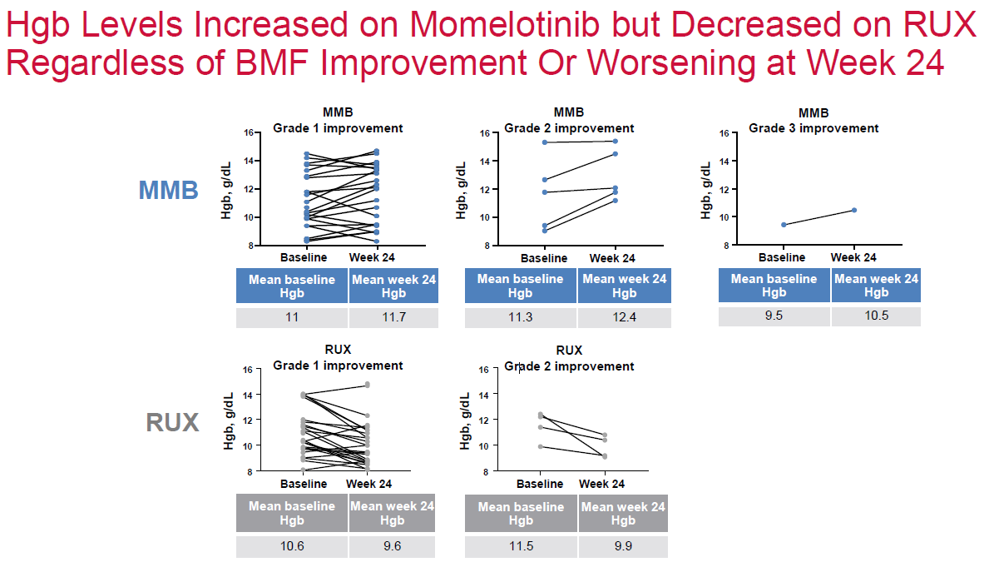 Hgb Levels Increased on Momelotinib but Decreased on RUX
Regardless of BMF Improvement Or Worsening at Week 24
MMB
MMB
Grade 1 improvement
Hgb, g/dL
16
14
12
10
8
Baseline Week 24
Mean baseline Hgb
Mean week 24 Hgb
11 11.7
MMB
Grade 2 improvement
Hgb, g/dL
16
14
12
10
8
Baseline Week 24
Mean baseline Hgb
Mean week 24 Hgb
11.3 12.4
MMB
Grade 3 improvement
Hgb, g/dL
16
14
12
10
8
Baseline Week 24
Mean baseline Hgb
Mean week 24 Hgb
9.5 10.5
RUX
RUX
Grade 1 improvement
Hgb, g/dL
16
14
12
10
8
Baseline Week 24
Mean baseline Hgb
Mean week 24 Hgb
10.6 9.6
RUX
Grade 2 improvement
Hgb, g/dL
16
14
12
10
8
Baseline Week 24
Mean baseline Hgb
Mean week 24 Hgb
11.5 9.9